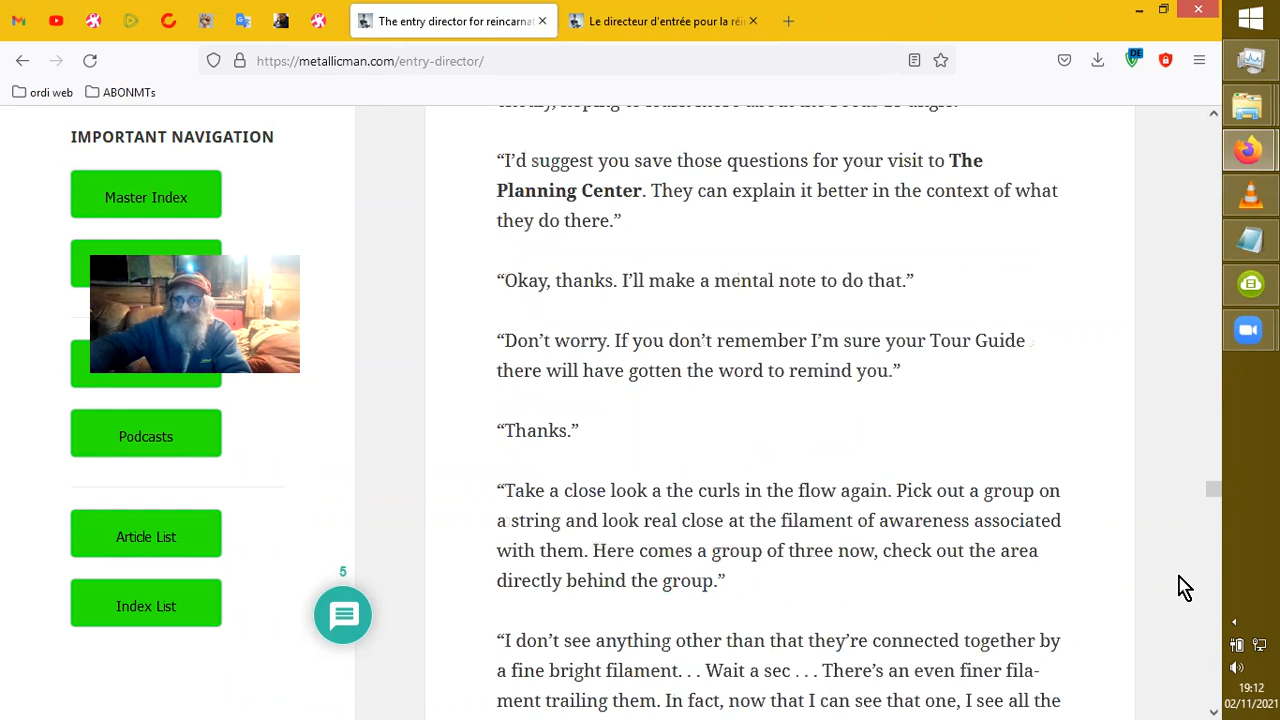 The entry director for reincarnat
Le directeur d'entrée pour la réin
https://metallicman.com/entry-director/
DE
ordi web
ABONMTs
IMPORTANT NAVIGATION
Master Index
Podcasts
Article List
Index List
5
“I’d suggest you save those questions for your visit to The
Planning Center. They can explain it better in the context of what
they do there.”
“Okay, thanks. I’ll make a mental note to do that.”
“Don’t worry. If you don’t remember I’m sure your Tour Guide
there will have gotten the word to remind you.”
“Thanks.”
“Take a close look a the curls in the flow again. Pick out a group on
a string and look real close at the filament of awareness associated
with them. Here comes a group of three now, check out the area
directly behind the group.”
“I don’t see anything other than that they’re connected together by
a fine bright filament. . . Wait a sec . . . There’s an even finer fila-
ment trailing them. In fact, now that I can see that one, I see all the
19:12
02/11/2021